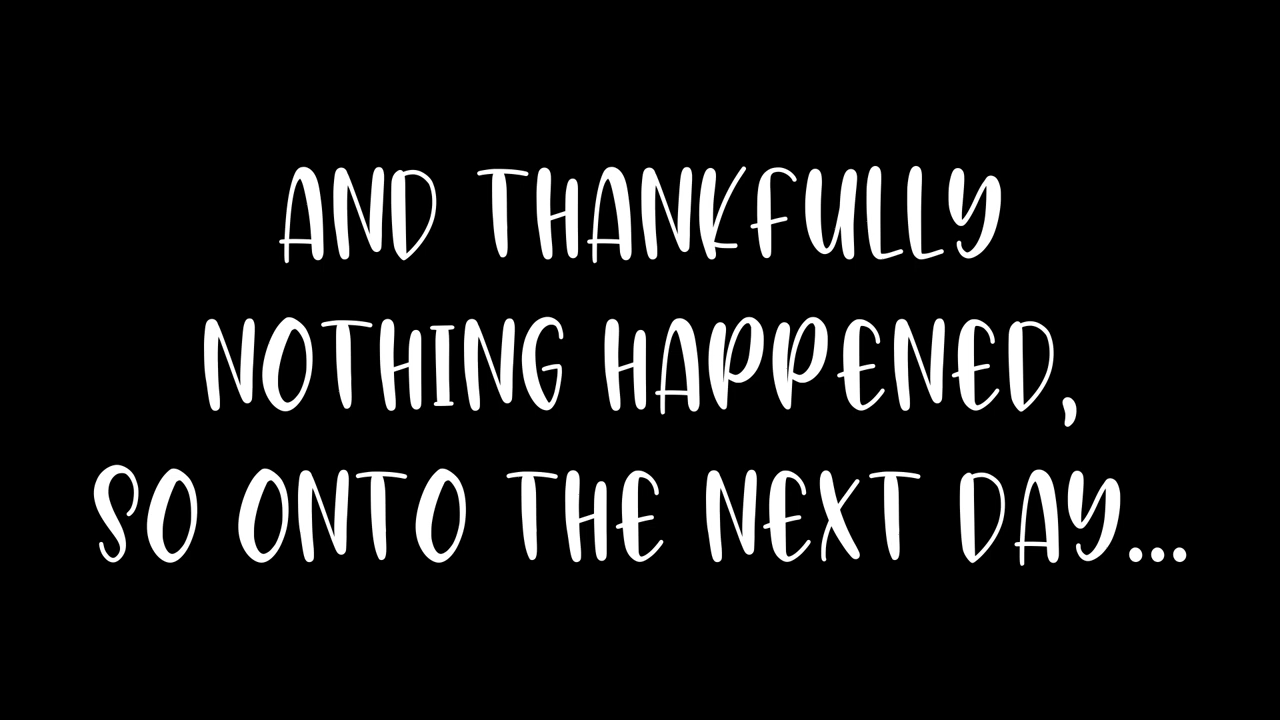 AND THANKFULLY
NOTHING HAPPENED,
SO ONTO THE NEXT DAY...